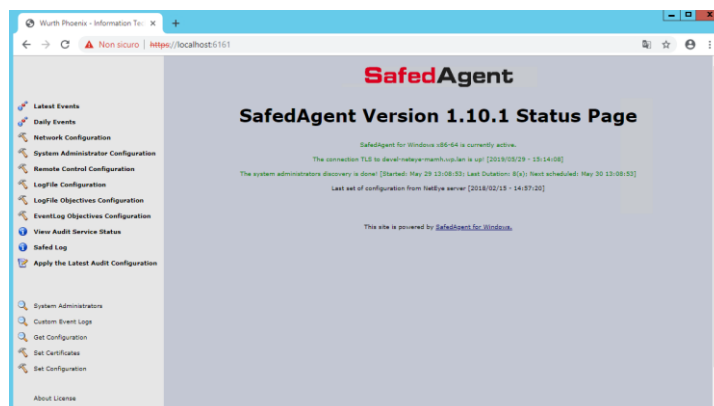 Wurth Phoenix - Information Tec
Non sicuro | https://localhost:6161
SafedAgent
SafedAgent Version 1.10.1 Status Page
SafedAgent for Windows x86-64 is currently active.
The connection TLS to devel-neteye-memh.wp.lan is up! [2019/05/29 - 15:14:08]
The system administrators discovery is done! [Started: May 29 13:08:53; Last Dutation: 8(s); Next scheduled: May 30 13:08:53]
Last set of configuration from NetEye server [2018/02/15 - 14:57:20]
This site is powered by SafedAgent for Windows.
Latest Events
Daily Events
Network Configuration
System Administrator Configuration
Remote Control Configuration
LogFile Configuration
LogFile Objectives Configuration
EventLog Objectives Configuration
View Audit Service Status
Safed Log
Apply the Latest Audit Configuration
System Administrators
Custom Event Logs
Get Configuration
Set Certificates
Set Configuration
About License